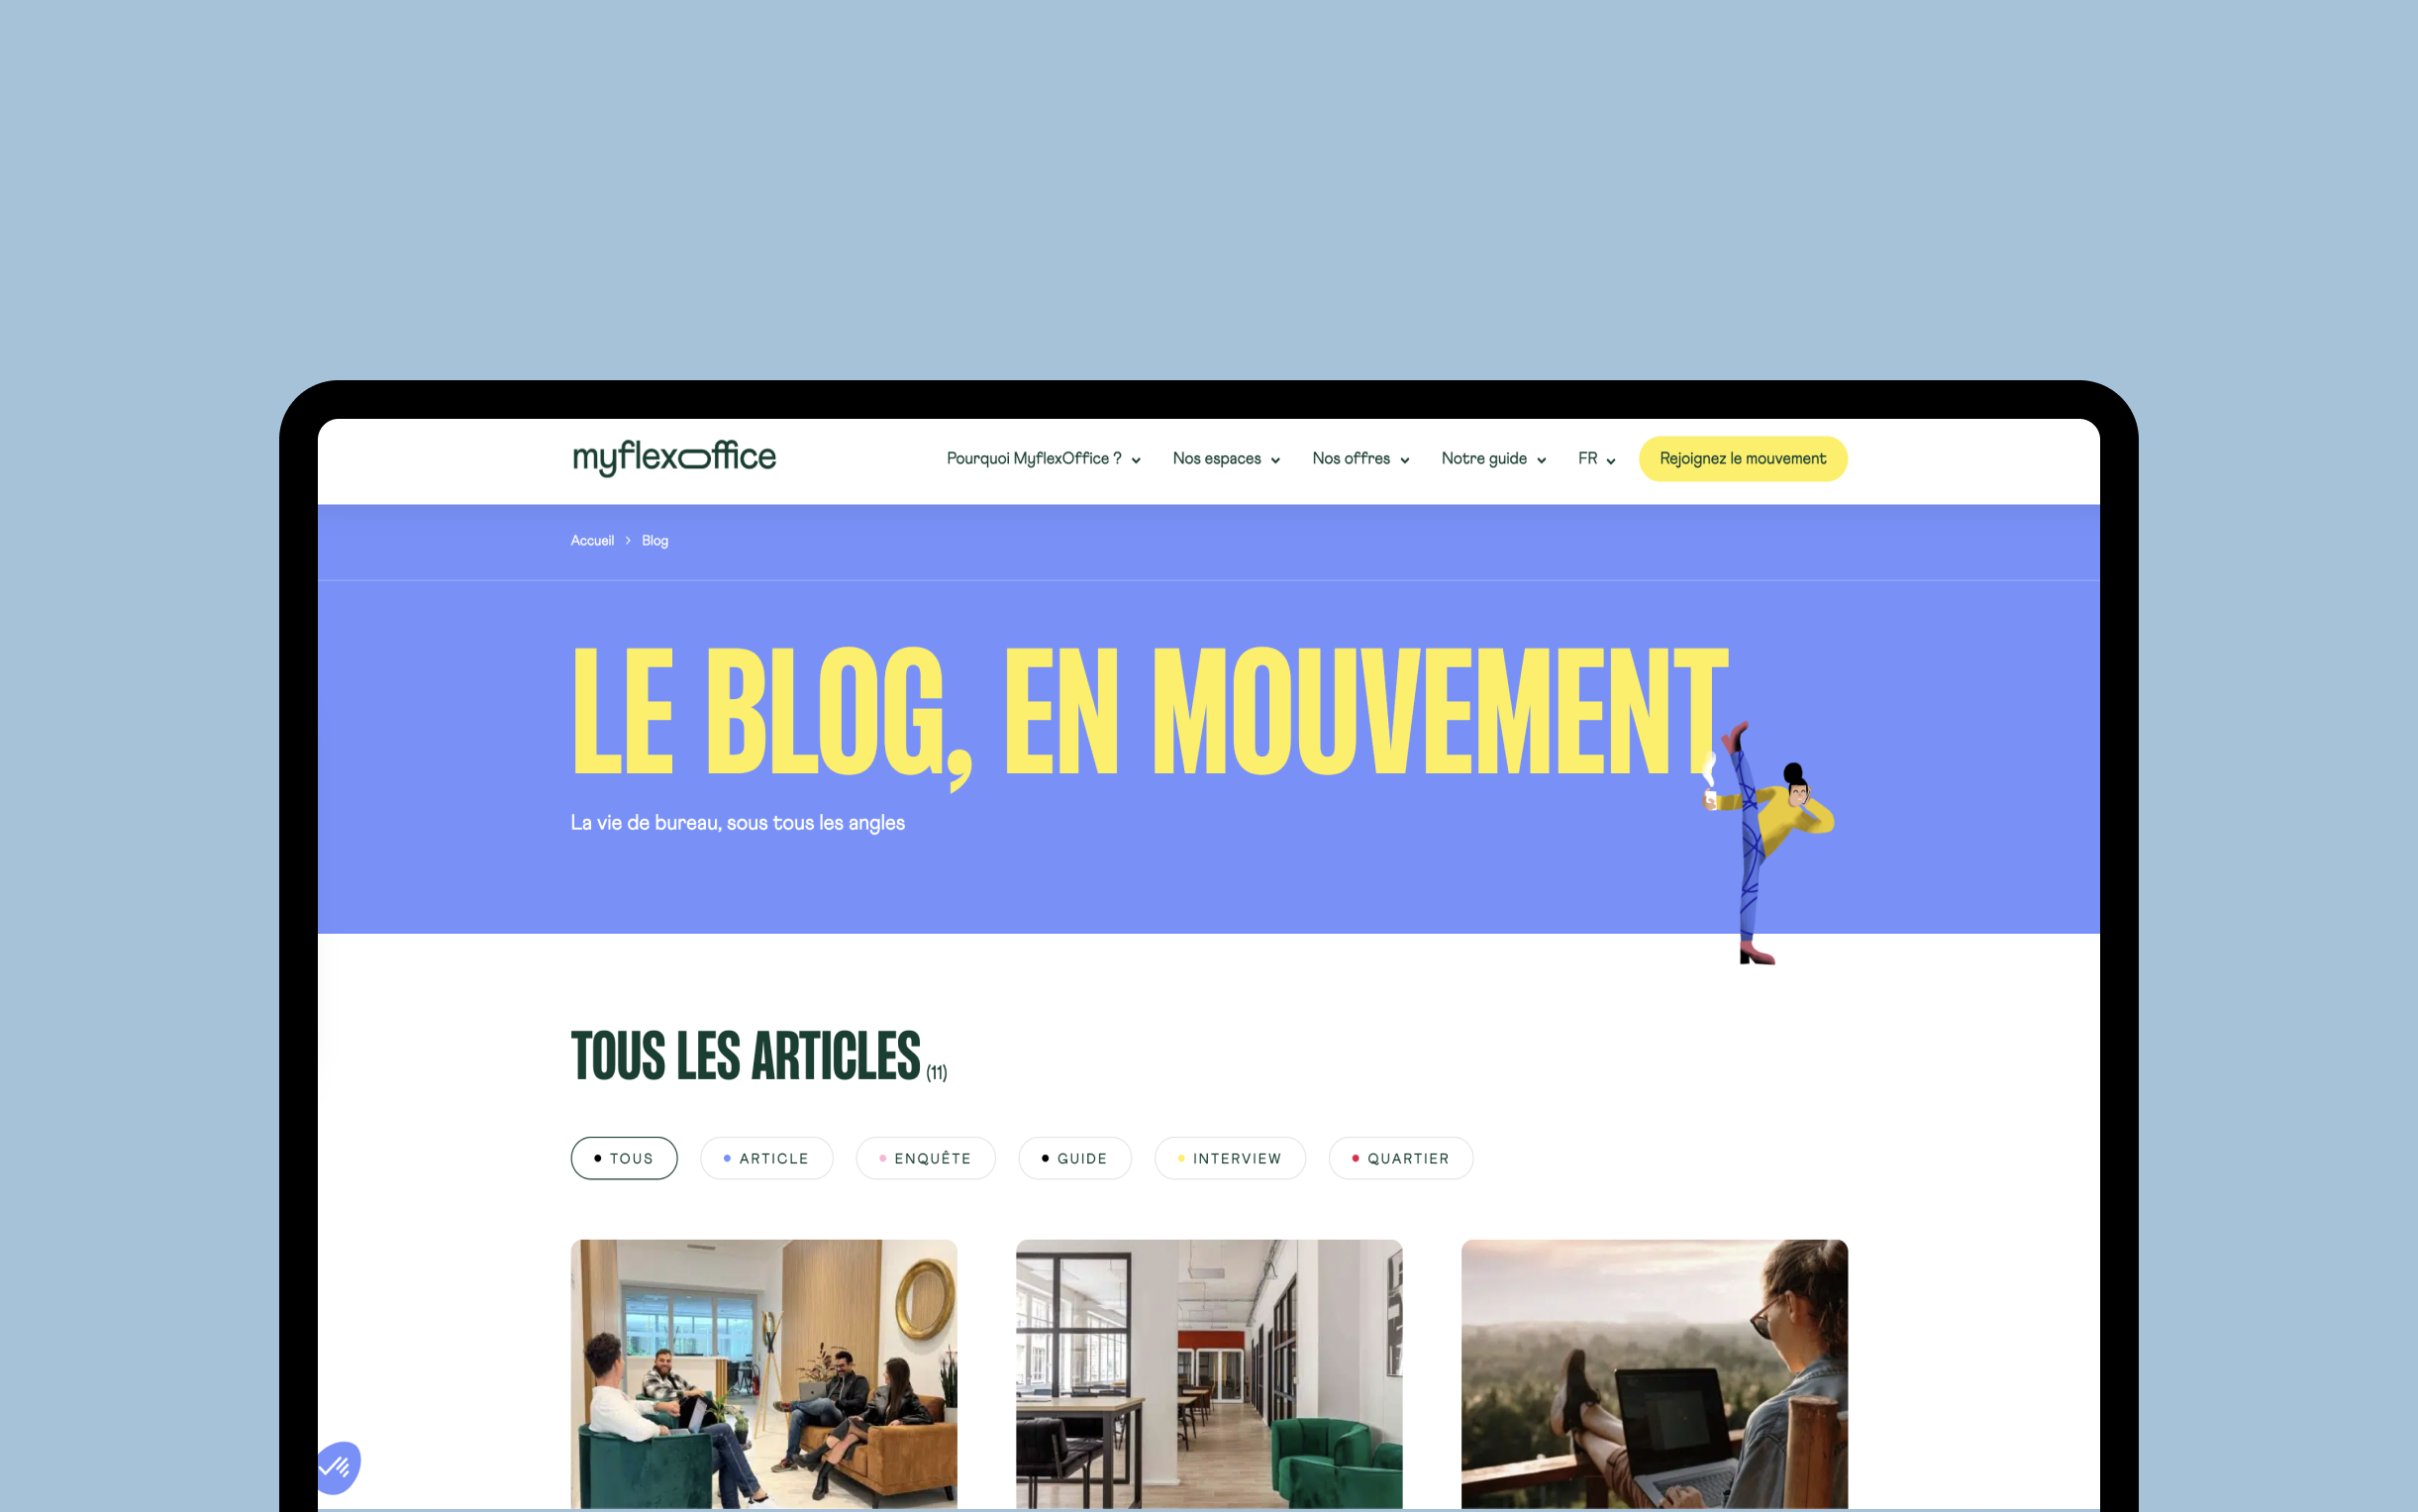 myflexoffice
Pourquoi MyflexOffice ? Nos espaces Nos offres Notre guide FR Rejoignez le mouvement
Accueil > Blog
LE BLOG, EN MOUVEMENT
La vie de bureau, sous tous les angles
TOUS LES ARTICLES (11)
TOUS ARTICLE ENQUÊTE GUIDE INTERVIEW QUARTIER